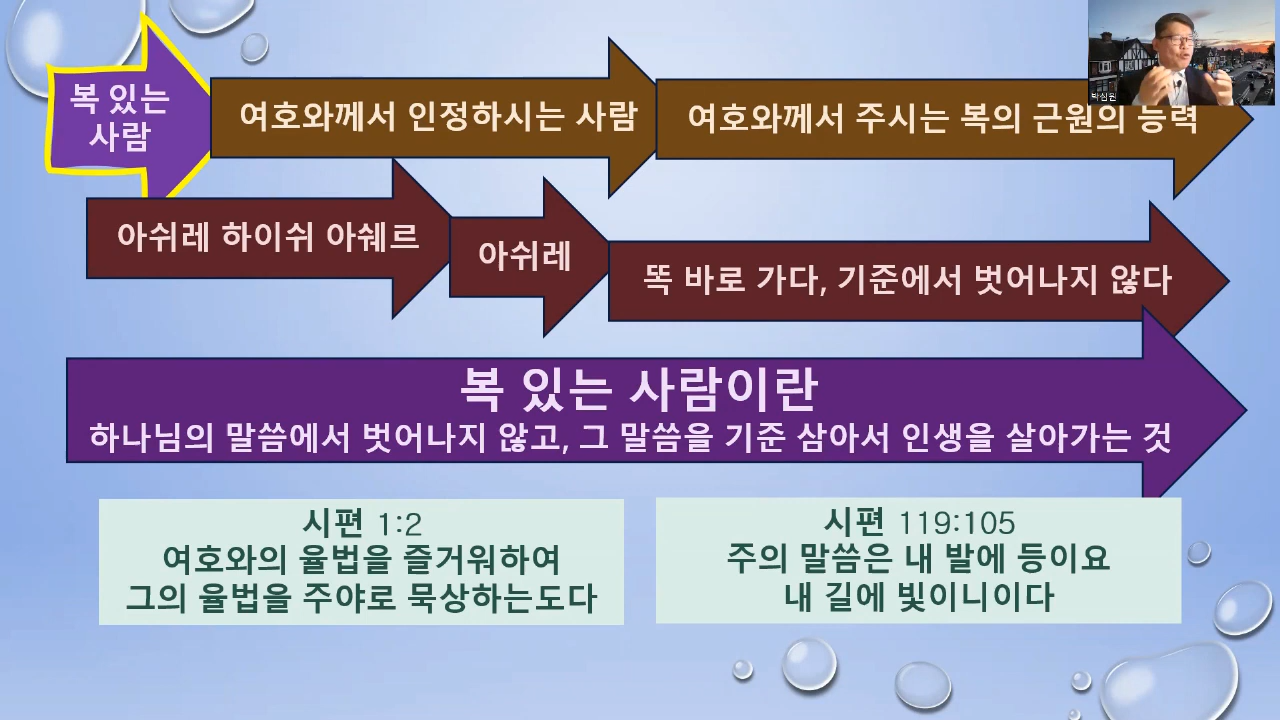 복 있는
사람
여호와께서 인정하시는 사람
여호와께서 주시는 복의 근원의 능력
박심원
아쉬레 하이쉬 아쉐르
아쉬레
똑 바로 가다, 기준에서 벗어나지 않다
복 있는 사람이란
하나님의 말씀에서 벗어나지 않고, 그 말씀을 기준 삼아서 인생을 살아가는 것
시편 1:2
여호와의 율법을 즐거워하여
그의 율법을 주야로 묵상하는도다
시편 119:105
주의 말씀은 내 발에 등이요
내 길에 빛이니이다